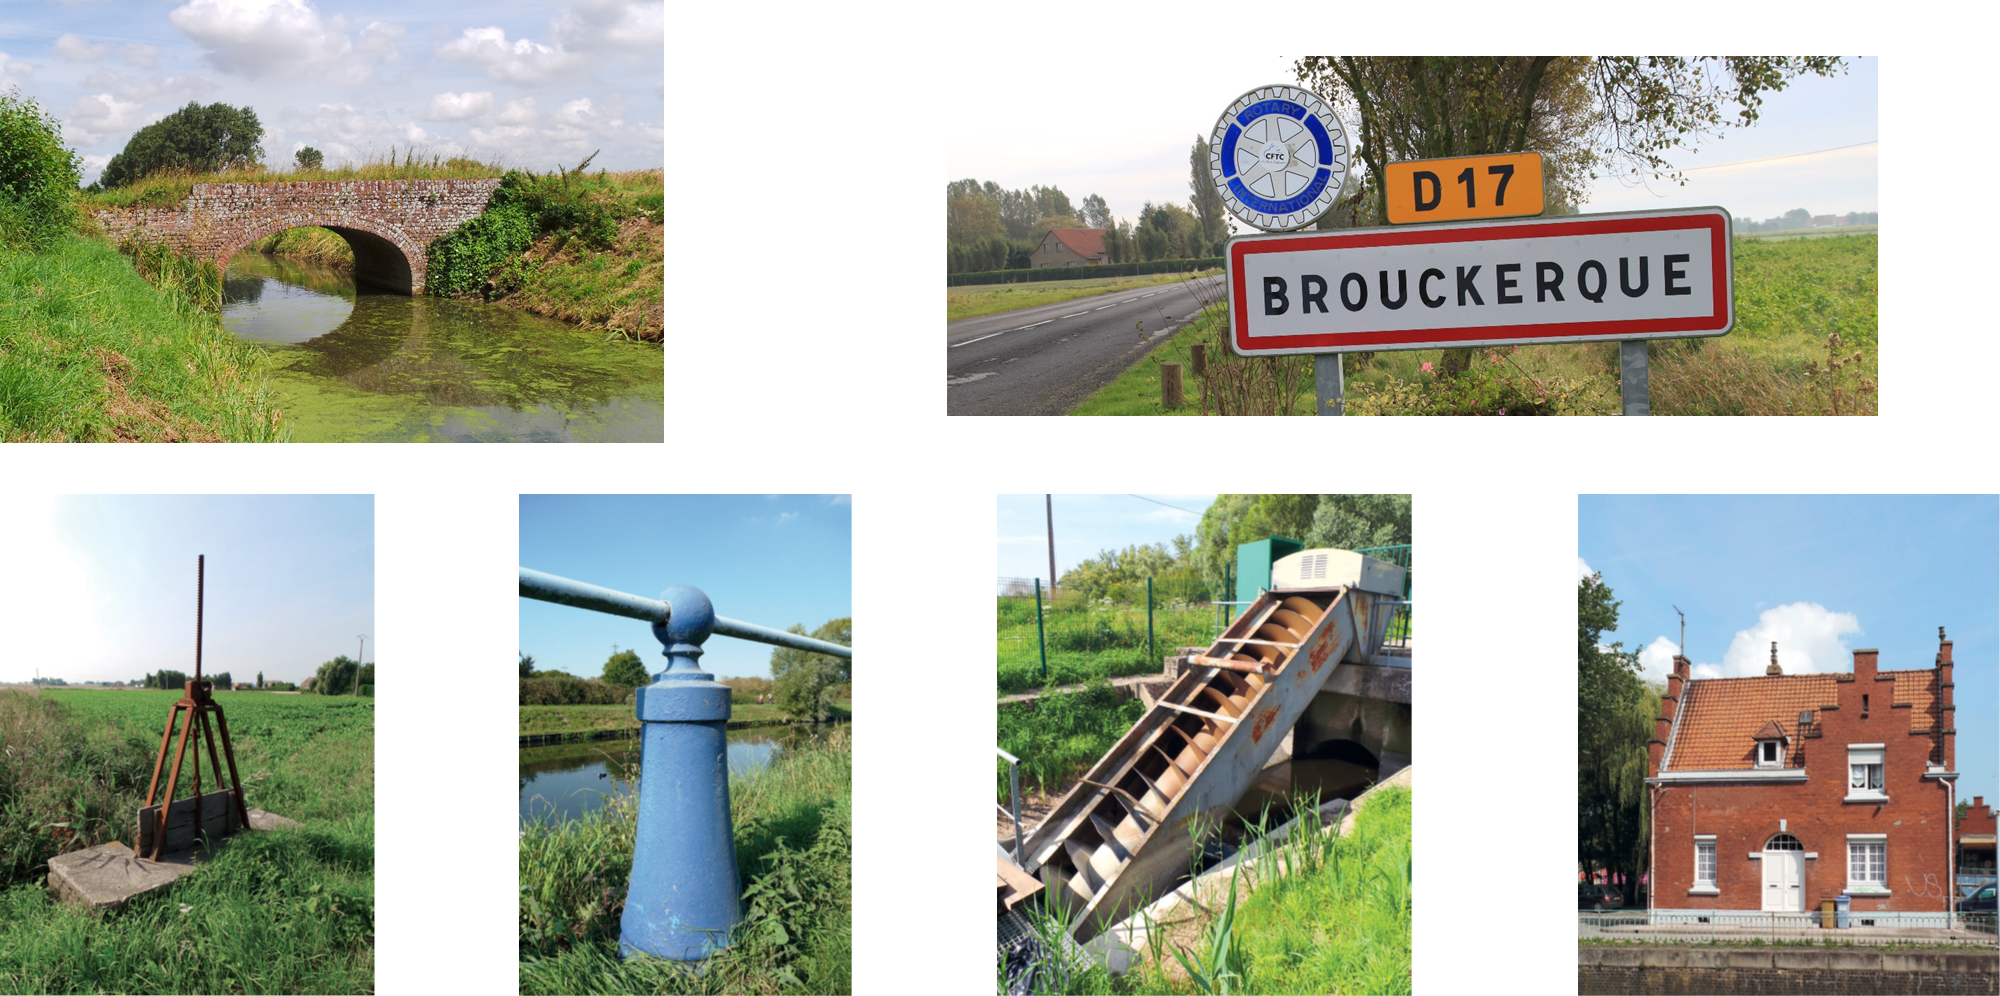 ROTARY
CFTC
INTERNATIONAL
D17
BROUCKERQUE